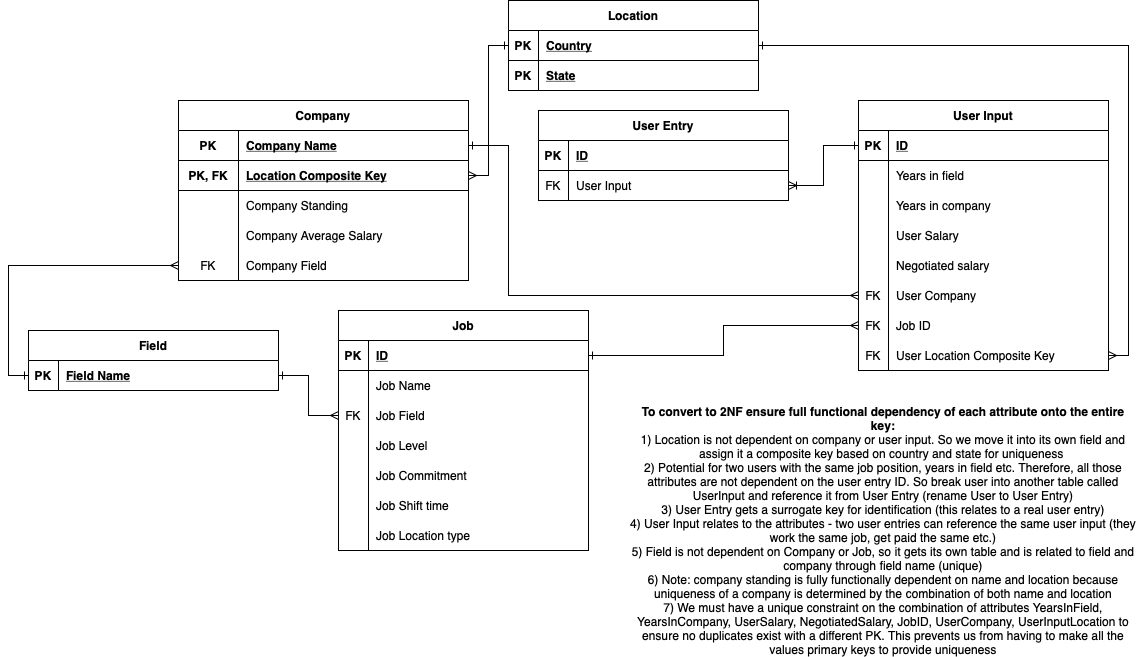 Location
PK Country
PK State
Company
PK Company Name
PK, FK Location Composite Key
Company Standing
Company Average Salary
FK Company Field
User Entry
PK ID
FK User Input
User Input
PK ID
Years in field
Years in company
User Salary
Negotiated salary
FK User Company
FK Job ID
FK User Location Composite Key
Field
PK Field Name
Job
PK ID
Job Name
FK Job Field
Job Level
Job Commitment
Job Shift time
Job Location type
To convert to 2NF ensure full functional dependency of each attribute onto the entire
key:
1) Location is not dependent on company or user input. So we move it into its own field and
assign it a composite key based on country and state for uniqueness
2) Potential for two users with the same job position, years in field etc. Therefore, all those
attributes are not dependent on the user entry ID. So break user into another table called
UserInput and reference it from User Entry (rename User to User Entry)
3) User Entry gets a surrogate key for identification (this relates to a real user entry)
4) User Input relates to the attributes - two user entries can reference the same user input (they
work the same job, get paid the same etc.)
5) Field is not dependent on Company or Job, so it gets its own table and is related to field and
company through field name (unique)
6) Note: company standing is fully functionally dependent on name and location because
uniqueness of a company is determined by the combination of both name and location
7) We must have a unique constraint on the combination of attributes YearsInField,
YearsInCompany, UserSalary, NegotiatedSalary, JobID, UserCompany, UserInputLocation to
ensure no duplicates exist with a different PK. This prevents us from having to make all the
values primary keys to provide uniqueness